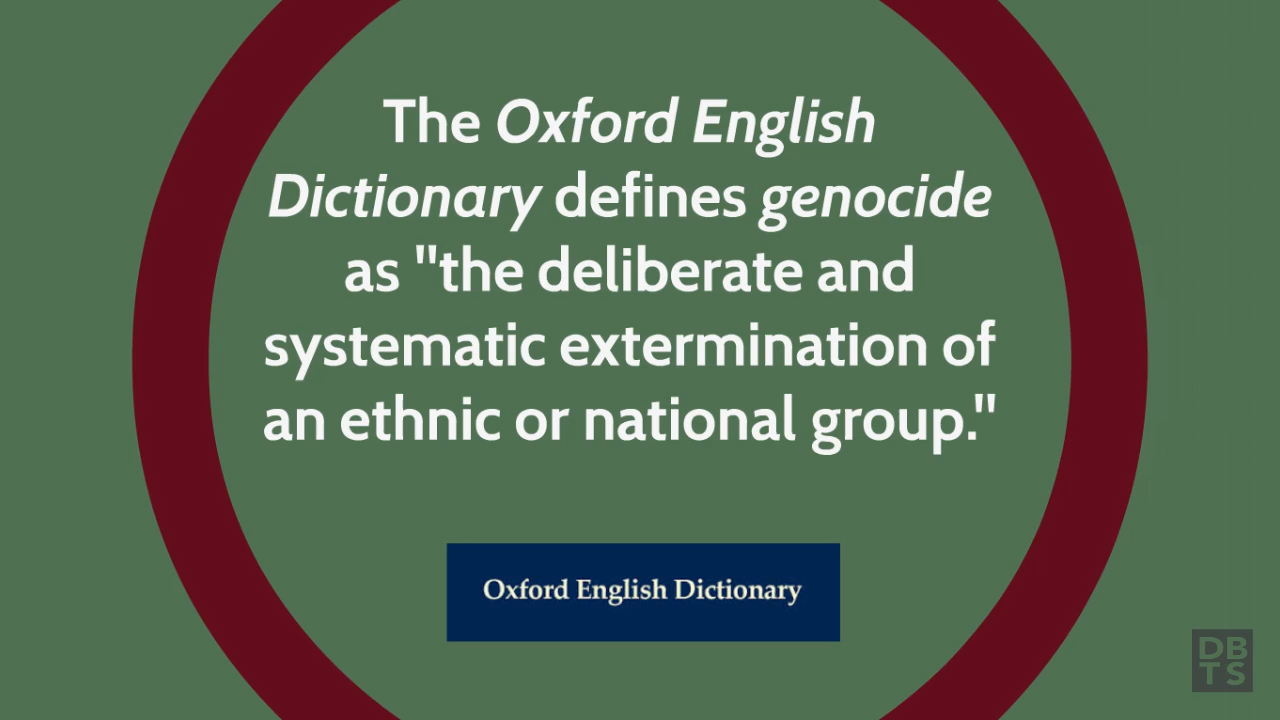 The Oxford English
Dictionary defines genocide
as "the deliberate and
systematic extermination of
an ethnic or national group."
Oxford English Dictionary
DB
TS